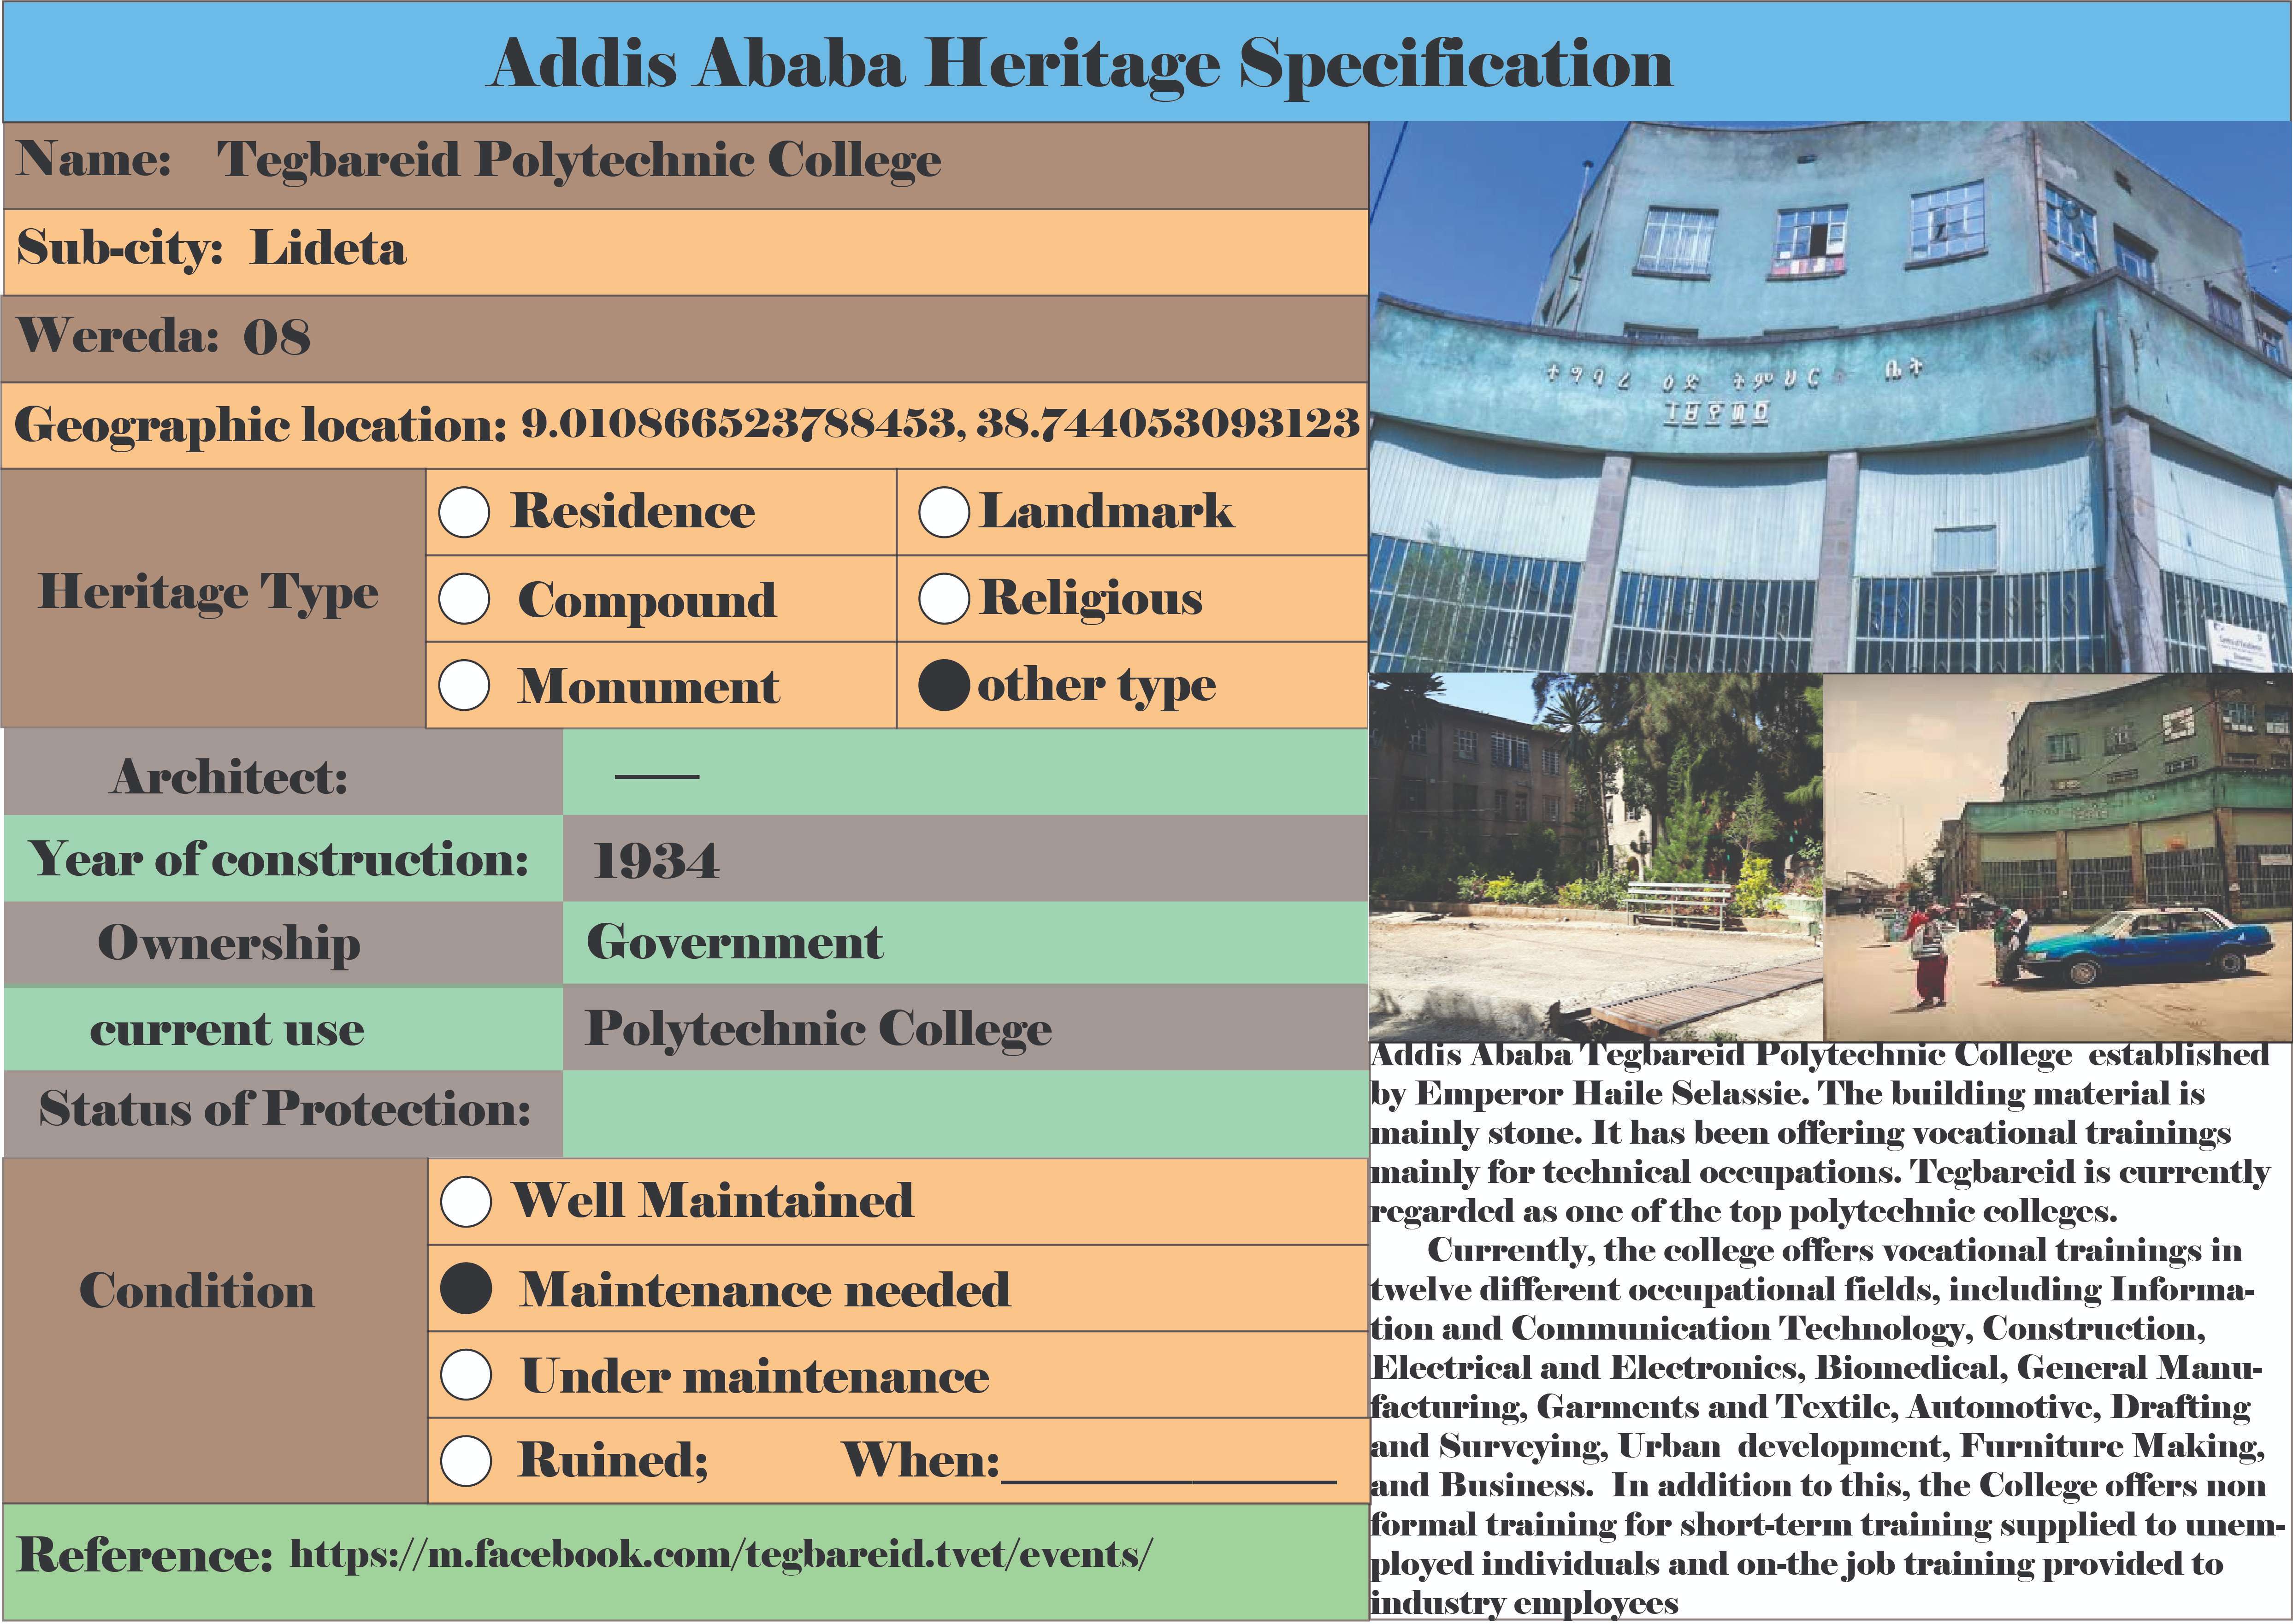 Addis Ababa Heritage Specification
Name: Tegbareid Polytechnic College
Sub-city: Lideta
Wereda: 08
Geographic location: 9.010866523788453, 38.744053093123
Heritage Type
Residence
Landmark
Compound
Religious
Monument
other type
Architect:
Year of construction: 1934
Ownership Government
current use Polytechnic College
Status of Protection:
Condition
Well Maintained
Maintenance needed
Under maintenance
Ruined; When:
Reference: https://m.facebook.com/tegbareid.tvet/events/
ተግባረ ዕድ ትምህርት ቤት
Addis Ababa Tegbareid Polytechnic College established
by Emperor Haile Selassie. The building material is
mainly stone. It has been offering vocational trainings
mainly for technical occupations. Tegbareid is currently
regarded as one of the top polytechnic colleges.
Currently, the college offers vocational trainings in
twelve different occupational fields, including Informa-
tion and Communication Technology, Construction,
Electrical and Electronics, Biomedical, General Manu-
facturing, Garments and Textile, Automotive, Drafting
and Surveying, Urban development, Furniture Making,
and Business. In addition to this, the College offers non
formal training for short-term training supplied to unem-
ployed individuals and on-the job training provided to
industry employees